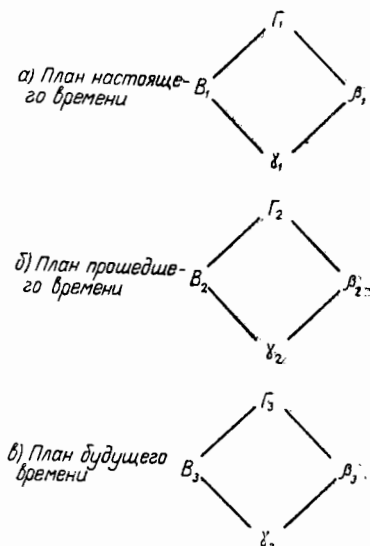 Г₁
а) План настояще-
го времени
В₁
β₁
γ₁
Г₂
б) План прошедше-
го времени
В₂
β₂
γ₂
Г₃
в) План будущего
времени
В₃
β₃
γ₃